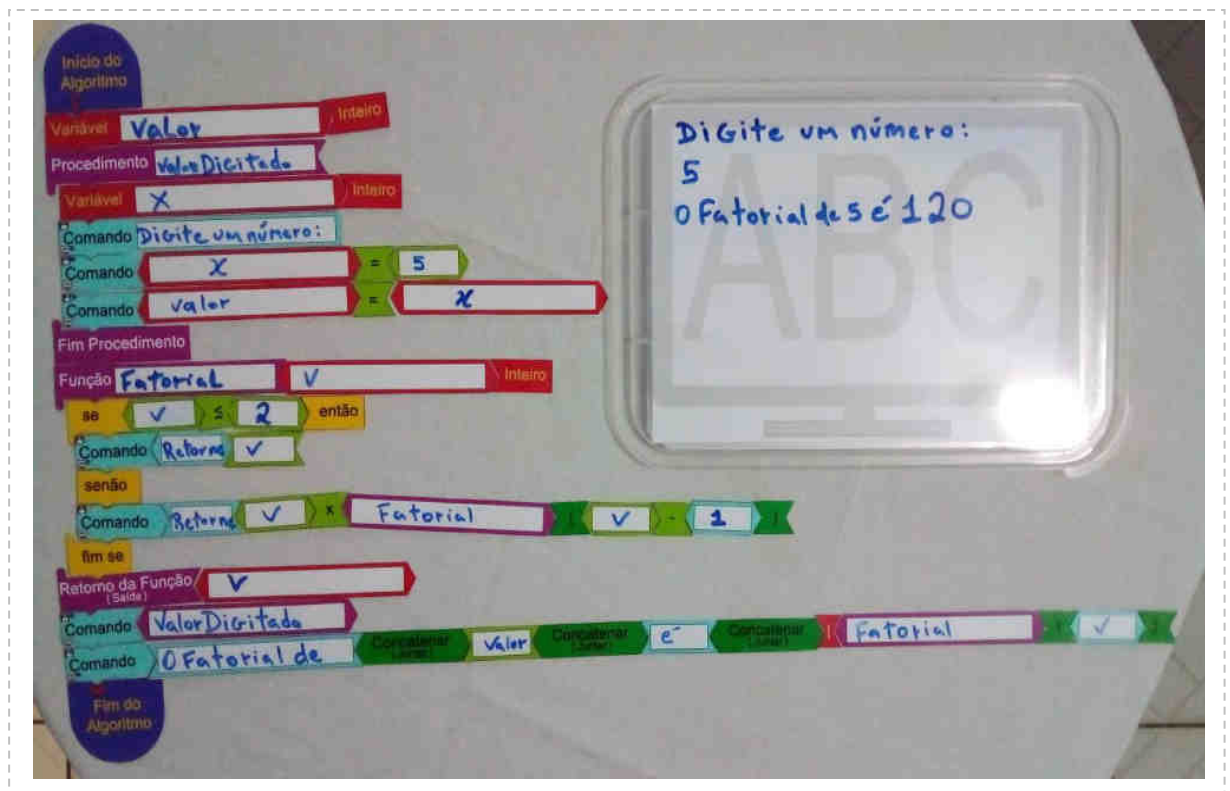 Início do
Algoritmo
Variável Valor Inteiro
Procedimento ValorDigitado
Variável X Inteiro
Comando Digite um número:
Comando x = 5
Comando valor = x
Fim Procedimento
Função Fatorial V Inteiro
se V ≤ 2 então
Comando Retorne V
senão
Comando Retorne V x Fatorial ( V - 1 )
fim se
Retorno da Função V
(Saída)
Comando ValorDigitado
Comando O Fatorial de Concatenar Valor Concatenar é Concatenar ( Fatorial ( V )
(Juntar) (Juntar) (Juntar)
Fim do
Algoritmo
DiGite um número:
5
O Fatorial de 5 é 120
ABC